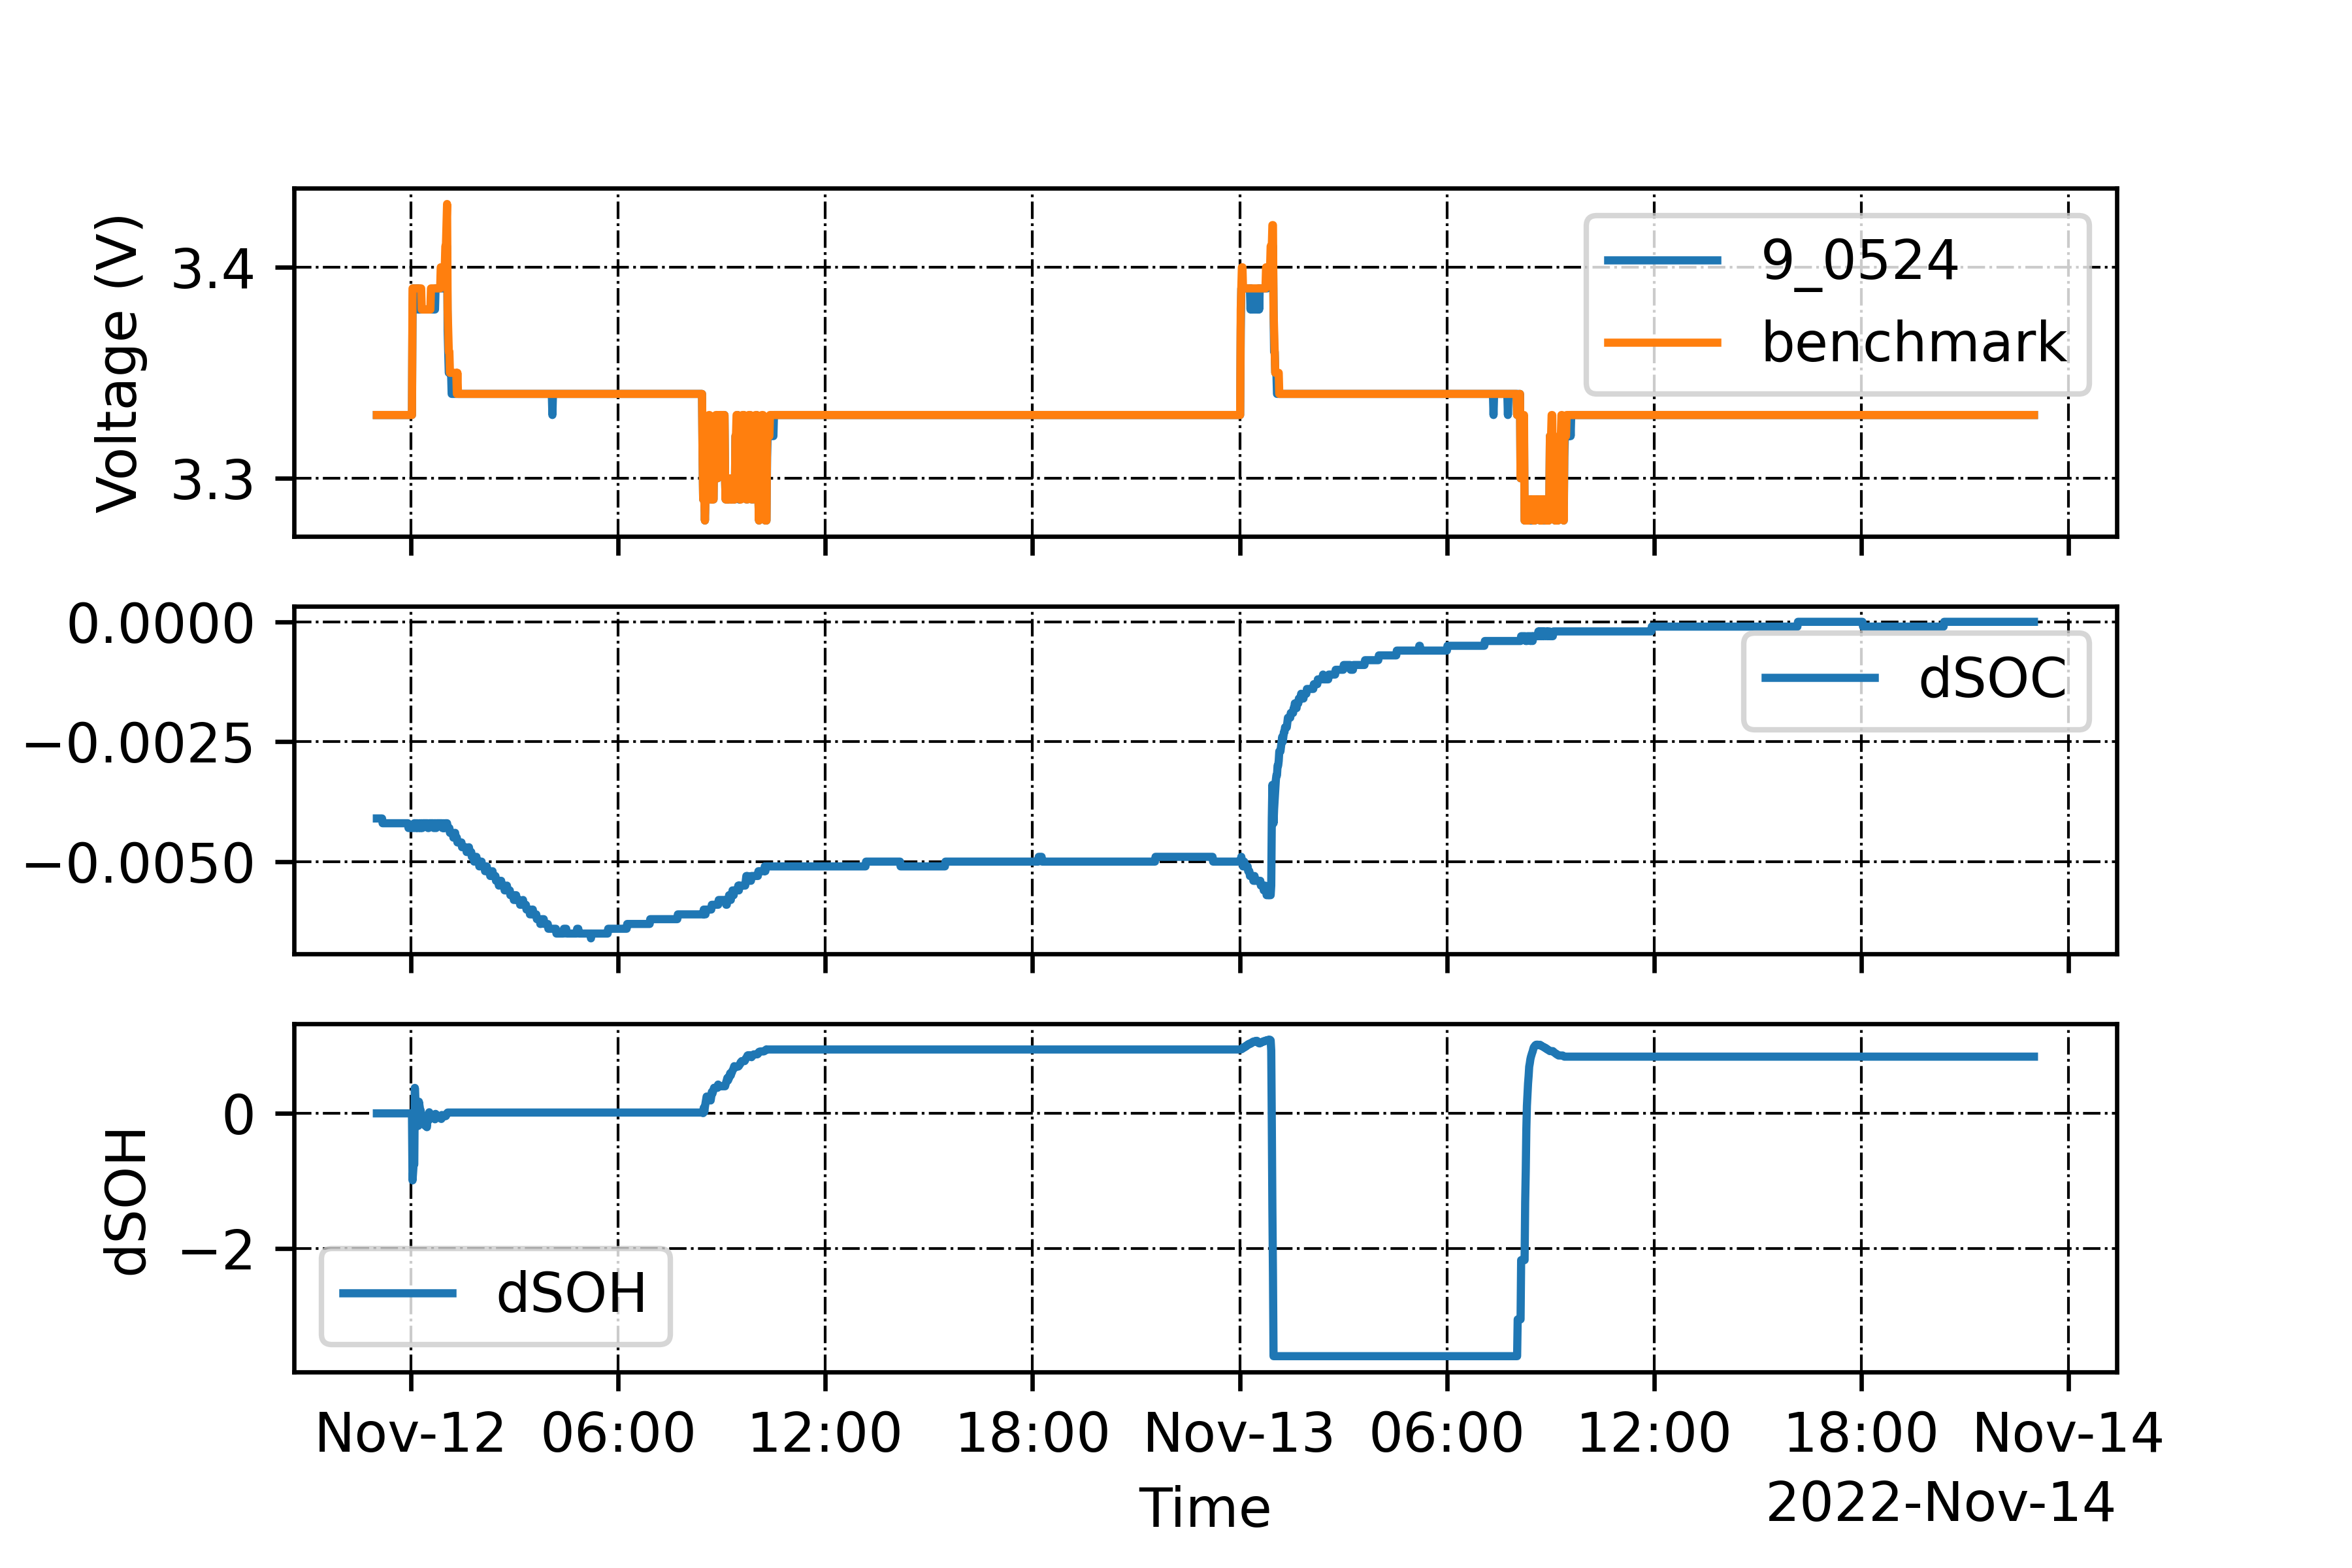 Voltage (V)
3.4
3.3
9_0524
benchmark
0.0000
−0.0025
−0.0050
dSOC
dSOH
0
−2
dSOH
Nov-12 06:00 12:00 18:00 Nov-13 06:00 12:00 18:00 Nov-14
Time
2022-Nov-14